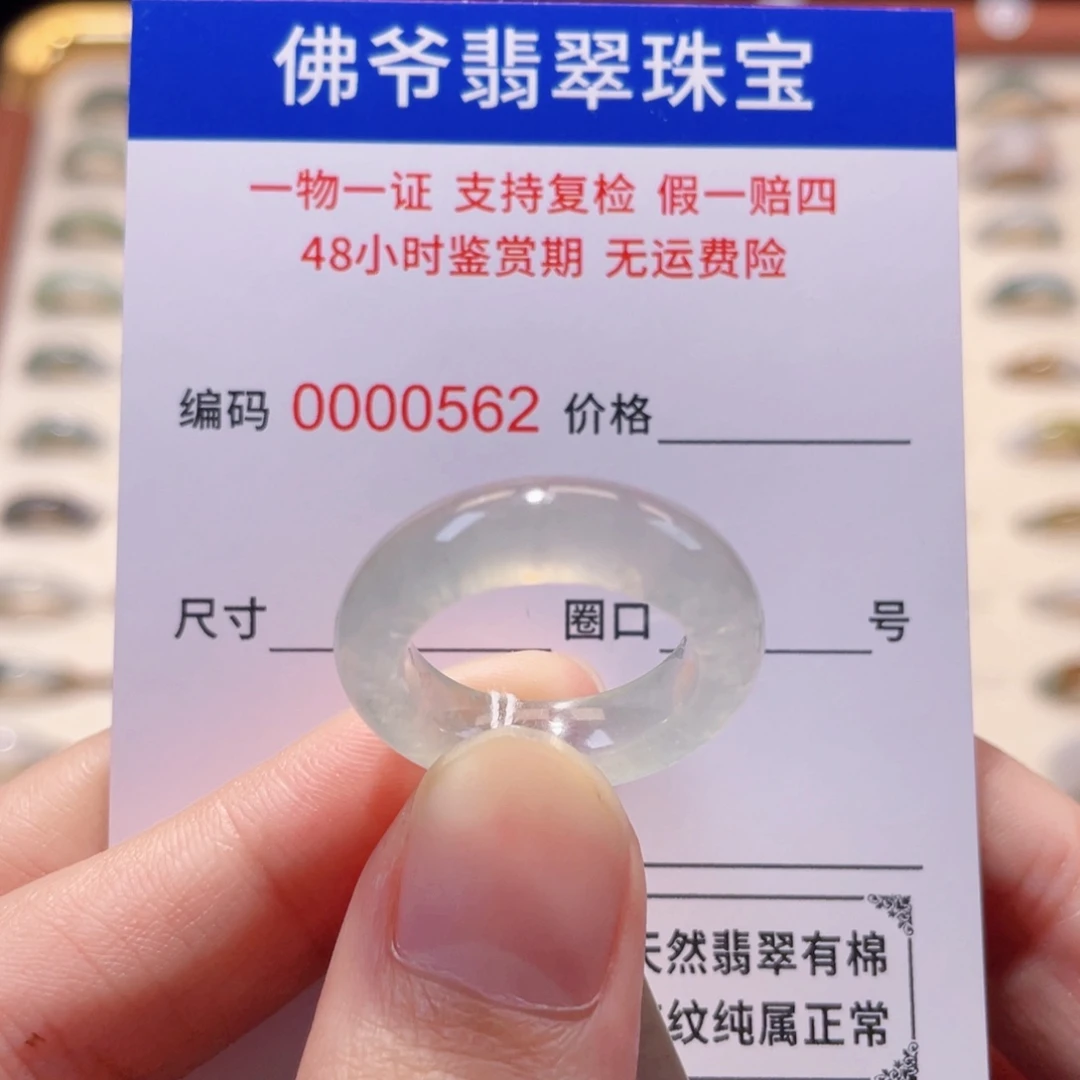 佛爷翡翠珠宝
一物一证 支持复检 假一赔四
48小时鉴赏期 无运费险
编码 0000562 价格
尺寸 圈口 号
天然翡翠有棉
纹纯属正常